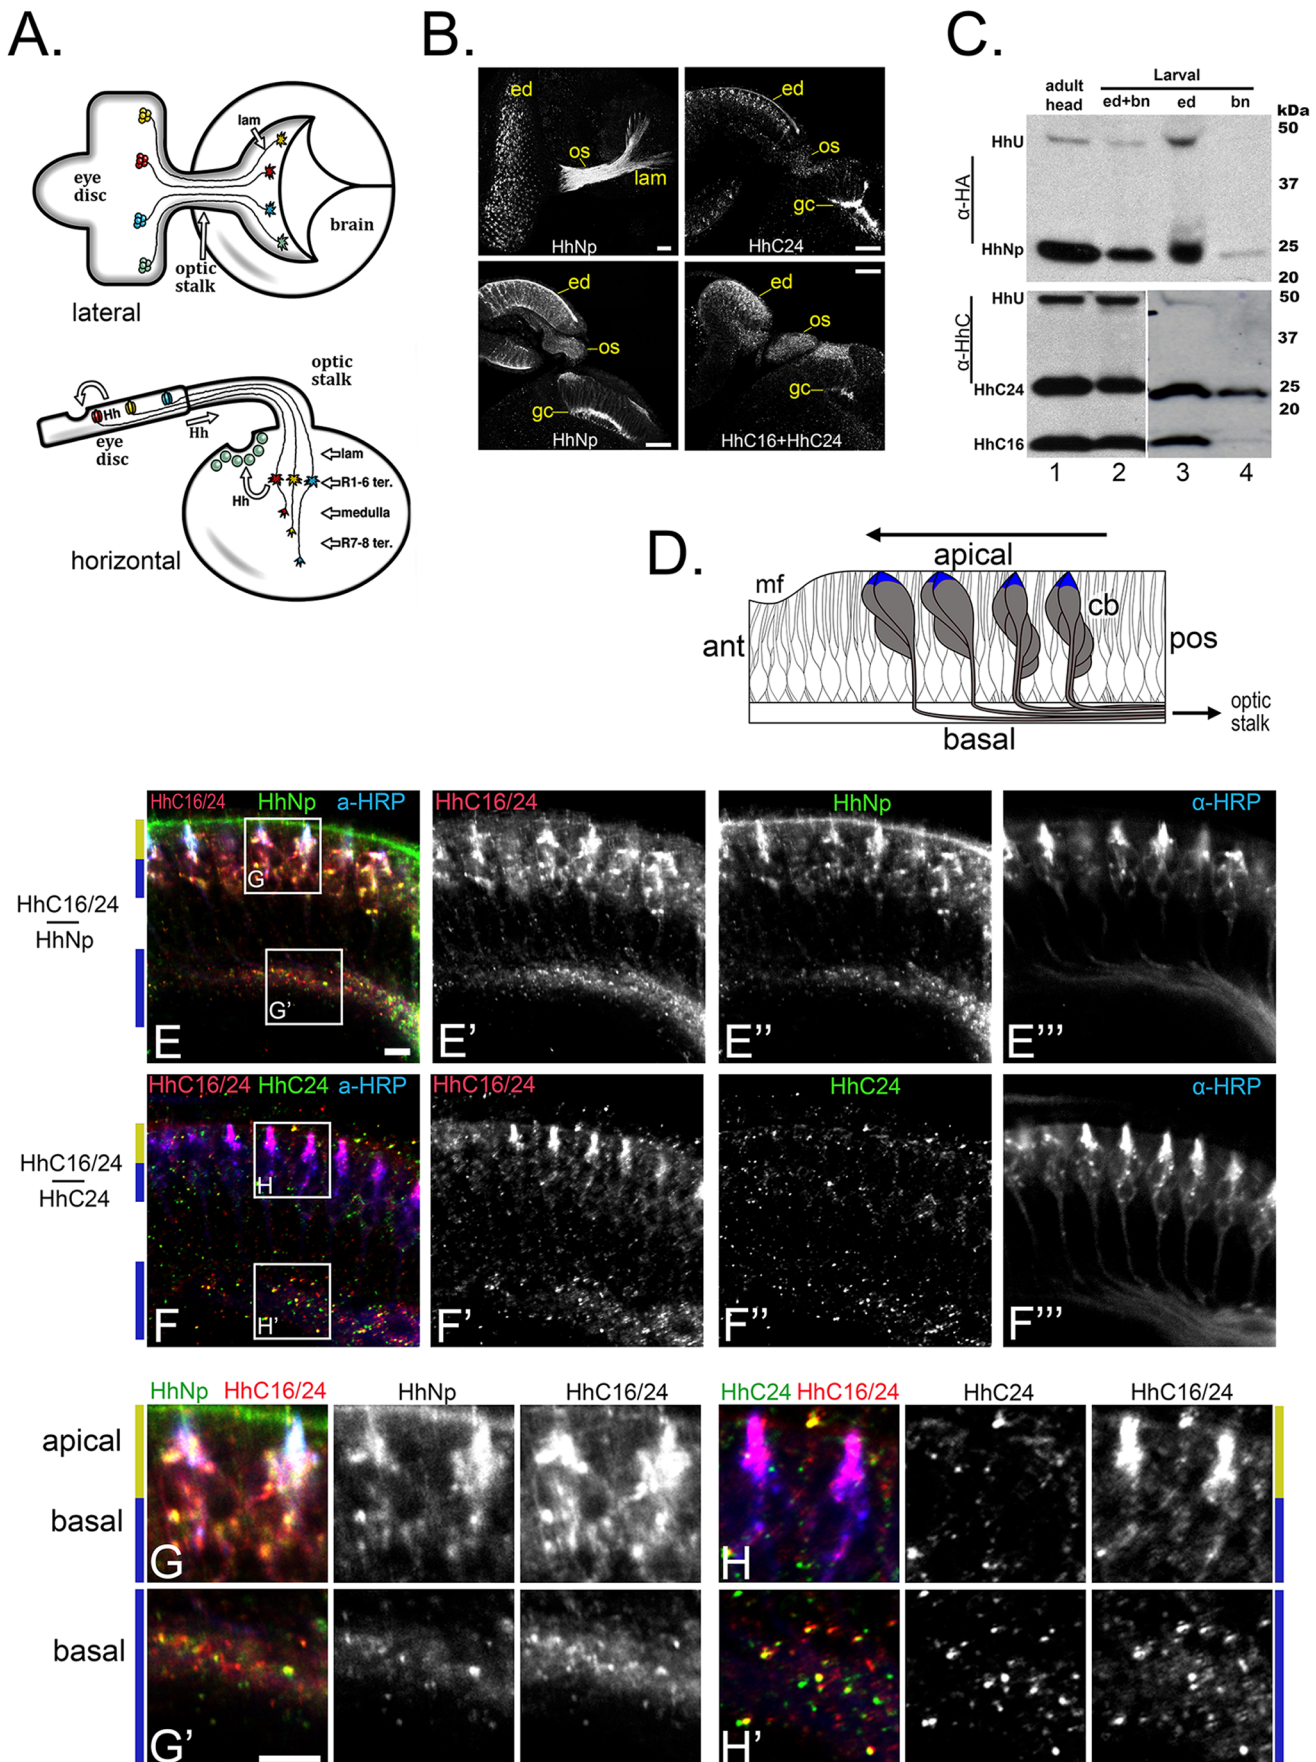 A.
lam
eye
disc
brain
optic
stalk
lateral
optic
stalk
Hh
Hh
eye
disc
lam
R1-6 ter.
Hh
medulla
R7-8 ter.
horizontal
B.
ed
os
lam
HhNp
ed
os
gc
HhC24
ed
os
gc
HhNp
ed
os
gc
HhC16+HhC24
C.
adult
head
Larval
ed+bn ed bn
kDa
HhU
50
α-HA
37
HhNp
25
20
HhU
50
α-HhC
37
HhC24
25
20
HhC16
1 2 3 4
D.
apical
mf
cb
ant
pos
optic
stalk
basal
HhC16/24 HhNp a-HRP
HhC16/24
HhNp
α-HRP
HhC16/24
HhNp
G
G’
E
E’
E’’
E’’’
HhC16/24 HhC24 a-HRP
HhC16/24
HhC24
α-HRP
HhC16/24
HhC24
H
H’
F
F’
F’’
F’’’
HhNp HhC16/24
HhNp
HhC16/24
HhC24 HhC16/24
HhC24
HhC16/24
apical
basal
G
H
basal
G’
H’